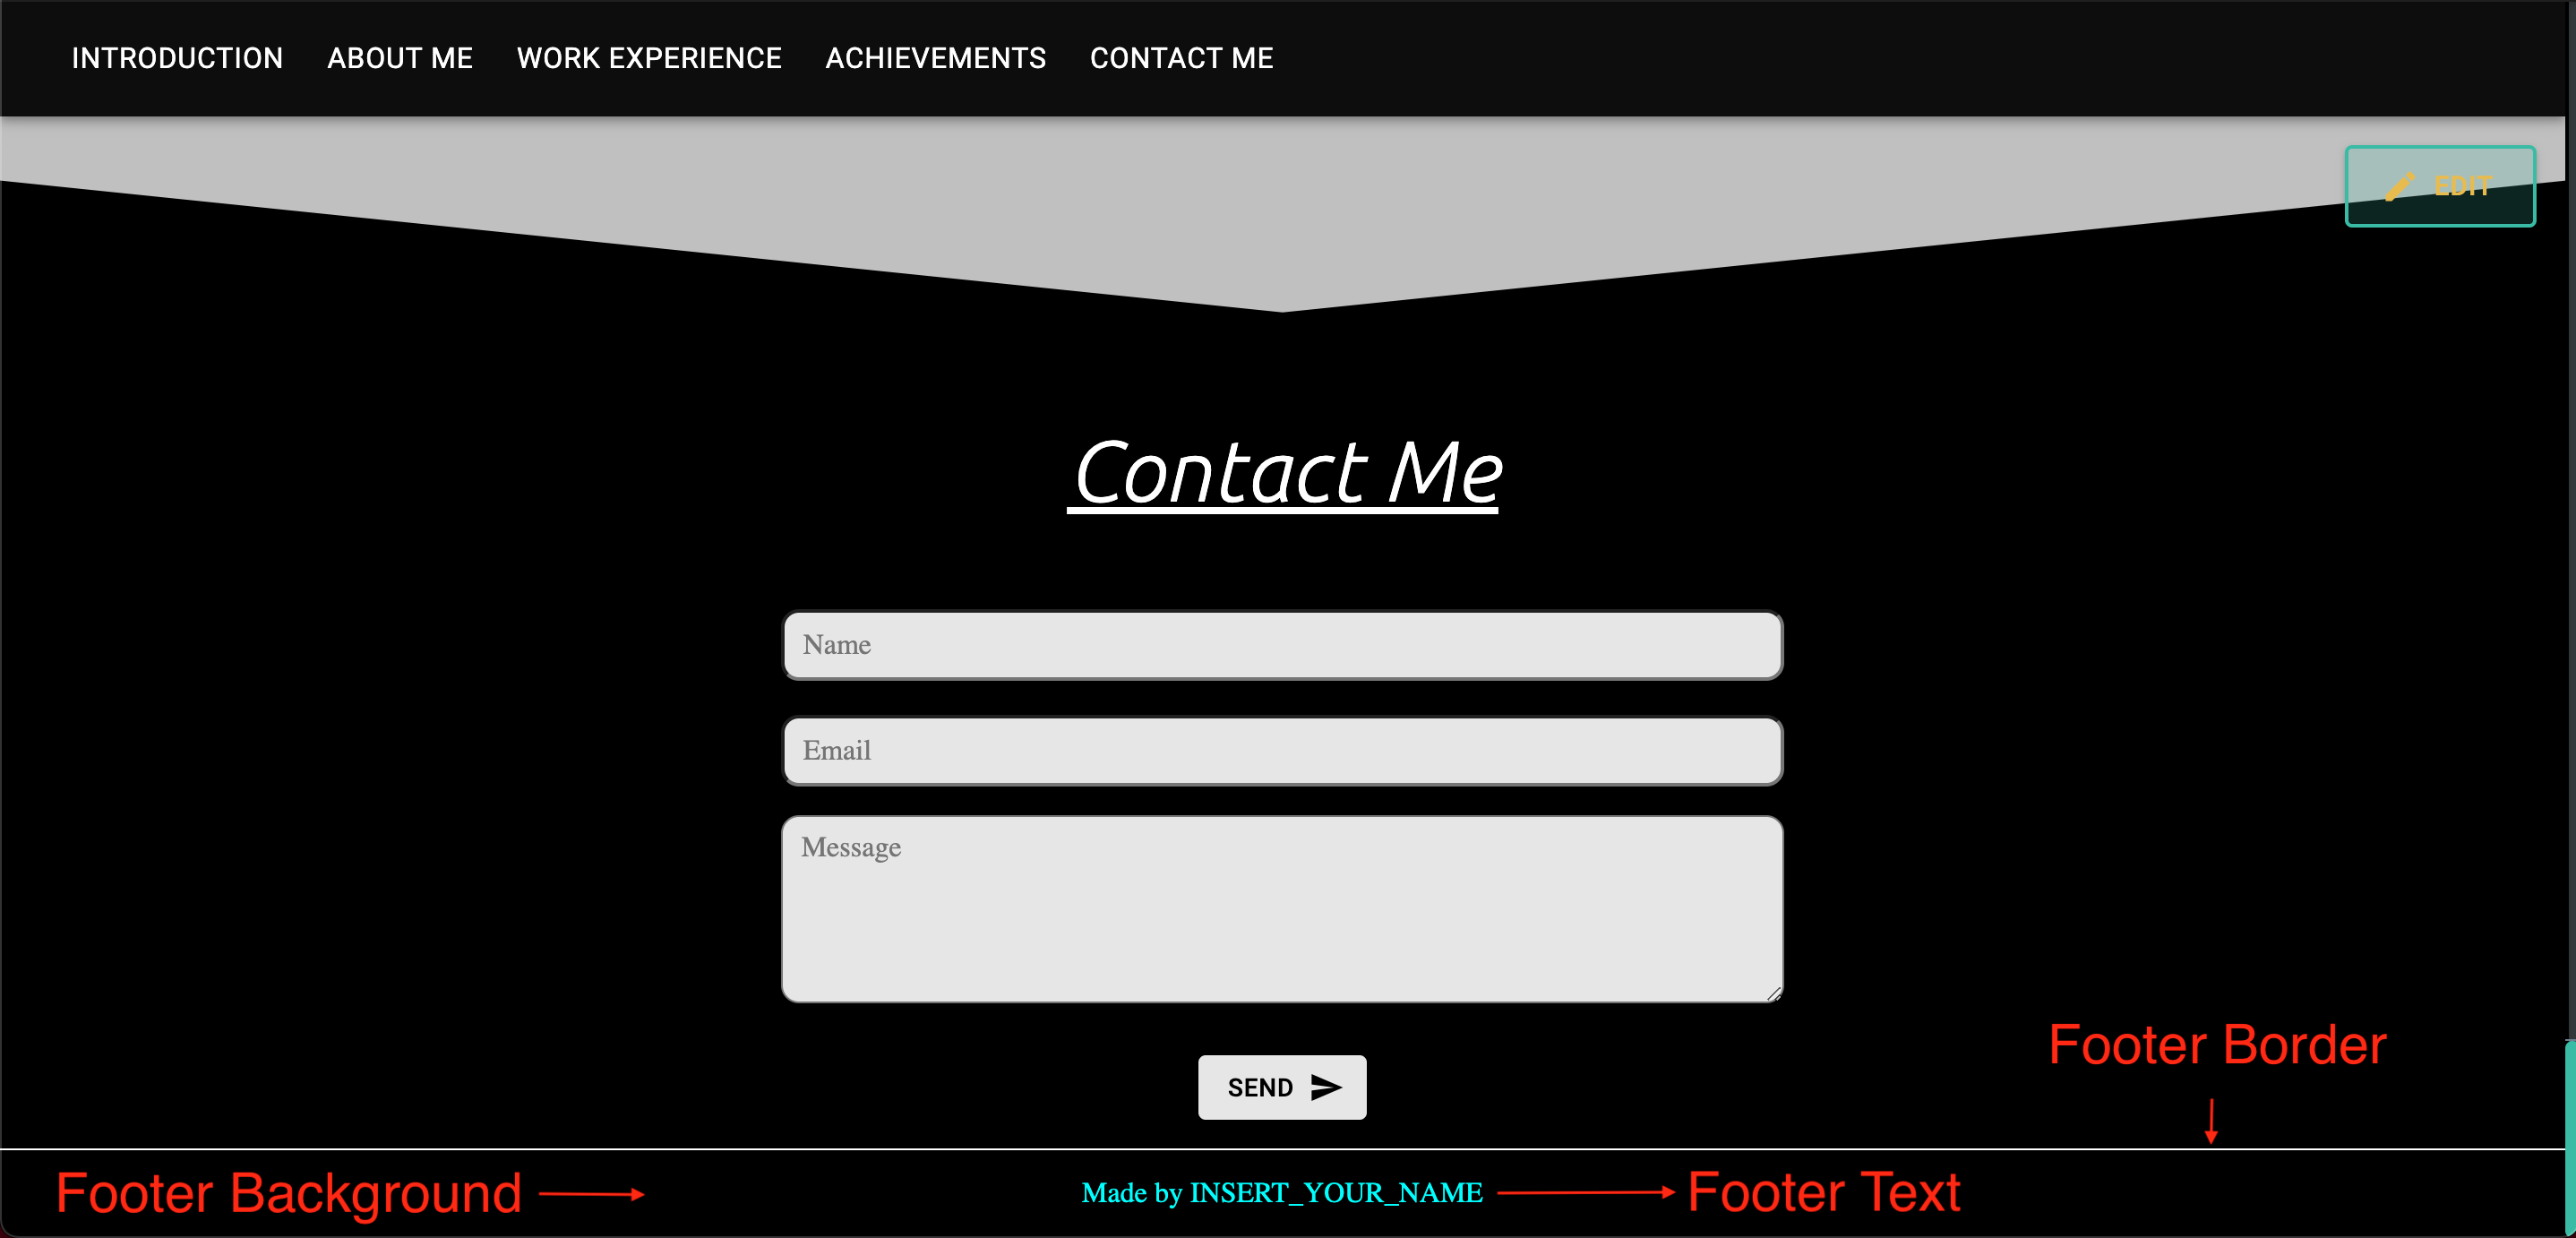 INTRODUCTION ABOUT ME WORK EXPERIENCE ACHIEVEMENTS CONTACT ME
EDIT
Contact Me
Name
Email
Message
SEND
Footer Border
Footer Background Made by INSERT_YOUR_NAME Footer Text